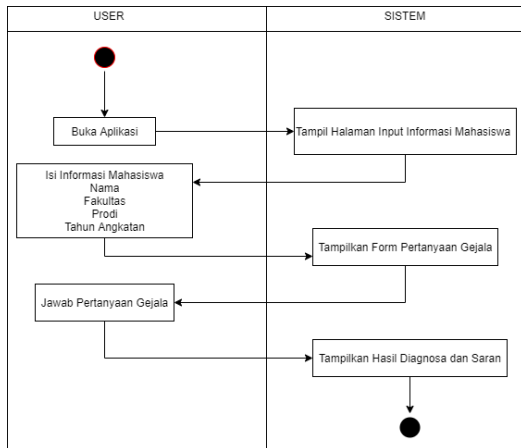 USER
SISTEM
Buka Aplikasi
Tampil Halaman Input Informasi Mahasiswa
Isi Informasi Mahasiswa
Nama
Fakultas
Prodi
Tahun Angkatan
Tampilkan Form Pertanyaan Gejala
Jawab Pertanyaan Gejala
Tampilkan Hasil Diagnosa dan Saran